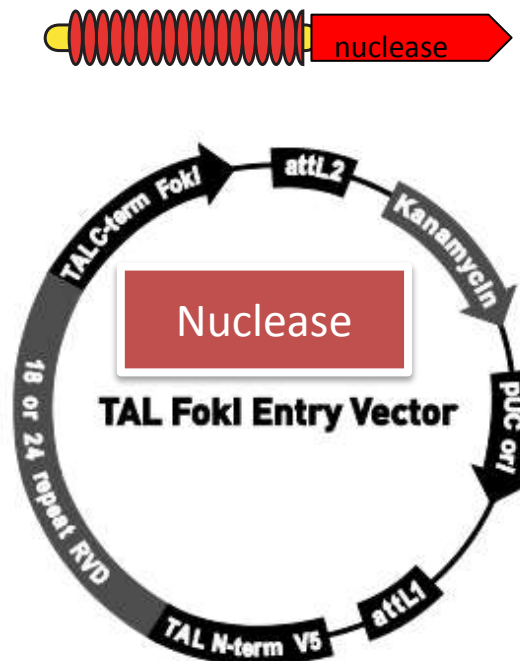 nuclease
attL2
Kanamycin
pUC ori
attL1
TAL N-term V5
18 or 24 repeat RVD
TALC-term FokI
Nuclease
TAL FokI Entry Vector